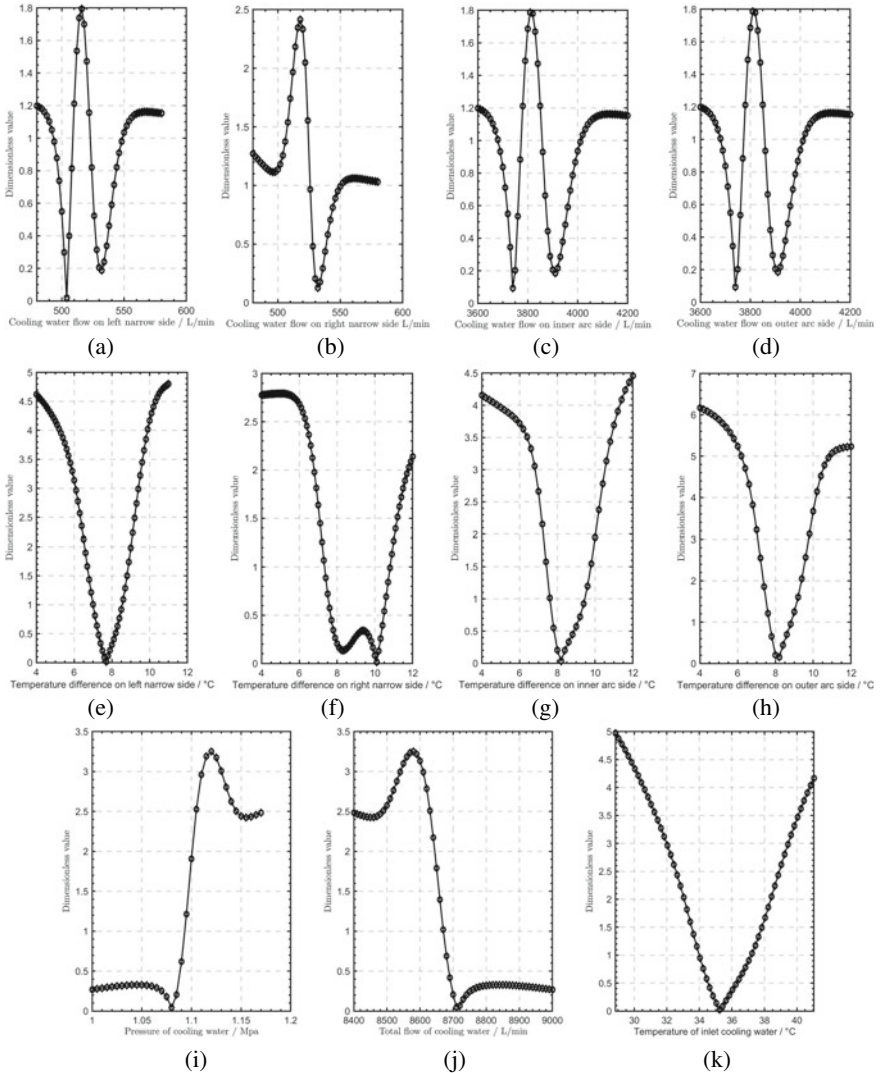 1.8
1.6
1.4
1.2
1
0.8
0.6
0.4
0.2
0
500 550 600
Dimensionless value
Cooling water flow on left narrow side / L/min
(a)
2.5
2
1.5
1
0.5
0
500 550 600
Dimensionless value
Cooling water flow on right narrow side L/min
(b)
1.8
1.6
1.4
1.2
1
0.8
0.6
0.4
0.2
0
3600 3800 4000 4200
Dimensionless value
Cooling water flow on inner arc side / L/min
(c)
1.8
1.6
1.4
1.2
1
0.8
0.6
0.4
0.2
0
3600 3800 4000 4200
Dimensionless value
Cooling water flow on outer arc side / L/min
(d)
5
4.5
4
3.5
3
2.5
2
1.5
1
0.5
0
4 6 8 10 12
Dimensionless value
Temperature difference on left narrow side / °C
(e)
3
2.5
2
1.5
1
0.5
0
4 6 8 10 12
Dimensionless value
Temperature difference on right narrow side / °C
(f)
4.5
4
3.5
3
2.5
2
1.5
1
0.5
0
4 6 8 10 12
Dimensionless value
Temperature difference on inner arc side / °C
(g)
7
6
5
4
3
2
1
0
4 6 8 10 12
Dimensionless value
Temperature difference on outer arc side / °C
(h)
3.5
3
2.5
2
1.5
1
0.5
0
1 1.05 1.1 1.15 1.2
Dimensionless value
Pressure of cooling water / Mpa
(i)
3.5
3
2.5
2
1.5
1
0.5
0
8400 8500 8600 8700 8800 8900 9000
Dimensionless value
Total flow of cooling water / L/min
(j)
5
4.5
4
3.5
3
2.5
2
1.5
1
0.5
0
30 32 34 36 38 40
Dimensionless value
Temperature of inlet cooling water / °C
(k)